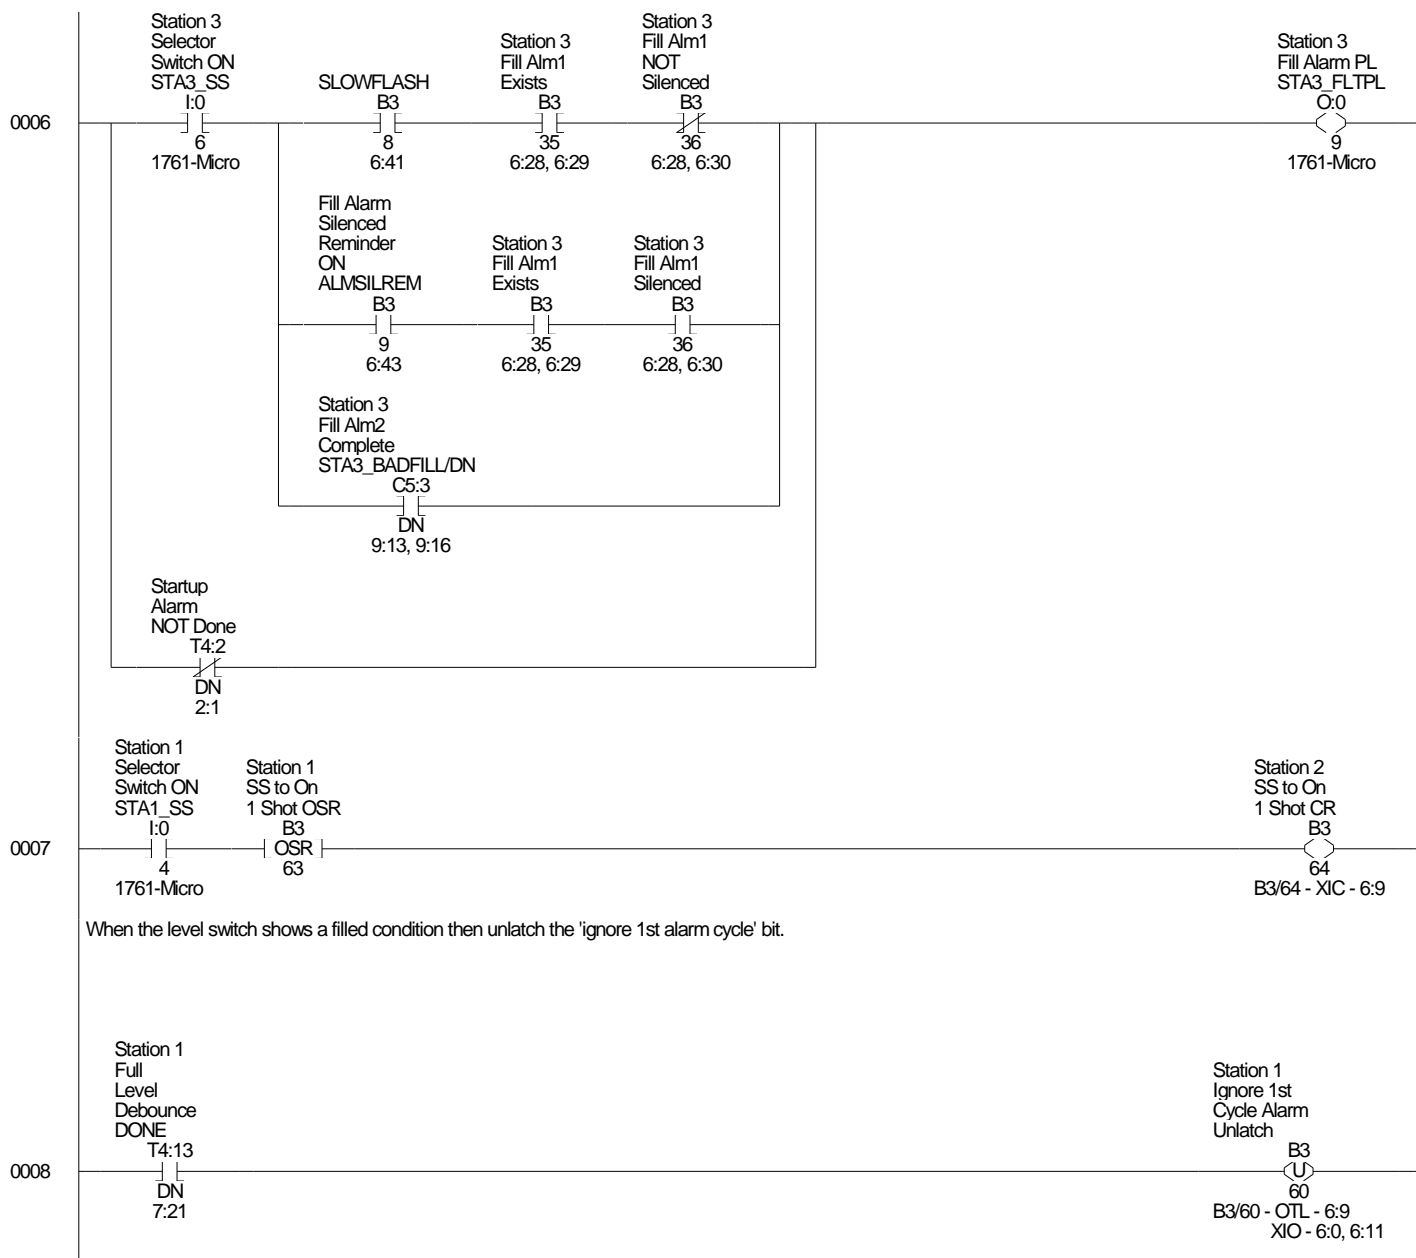 Station 3
Selector
Switch ON
STA3_SS
I:0
6
1761-Micro
SLOWFLASH
B3
8
6:41
Station 3
Fill Alm1
Exists
B3
35
6:28, 6:29
Station 3
Fill Alm1
NOT
Silenced
B3
36
6:28, 6:30
Station 3
Fill Alarm PL
STA3_FLTPL
O:0
9
1761-Micro
0006
Fill Alarm
Silenced
Reminder
ON
ALMSILREM
B3
9
6:43
Station 3
Fill Alm1
Exists
B3
35
6:28, 6:29
Station 3
Fill Alm1
Silenced
B3
36
6:28, 6:30
Station 3
Fill Alm2
Complete
STA3_BADFILL/DN
C5:3
DN
9:13, 9:16
Startup
Alarm
NOT Done
T4:2
DN
2:1
Station 1
Selector
Switch ON
STA1_SS
I:0
4
1761-Micro
Station 1
SS to On
1 Shot OSR
B3
OSR
63
Station 2
SS to On
1 Shot CR
B3
64
B3/64 - XIC - 6:9
0007
When the level switch shows a filled condition then unlatch the 'ignore 1st alarm cycle' bit.
Station 1
Full
Level
Debounce
DONE
T4:13
DN
7:21
Station 1
Ignore 1st
Cycle Alarm
Unlatch
B3
U
60
B3/60 - OTL - 6:9
XIO - 6:0, 6:11
0008